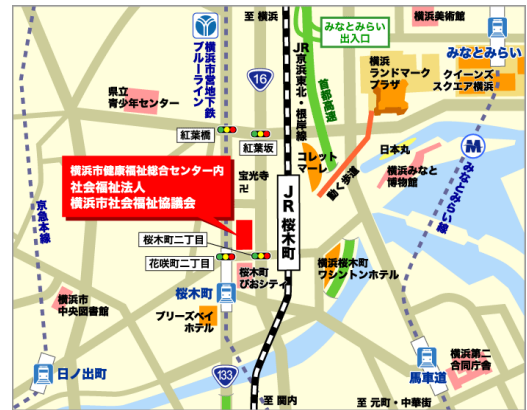 至 横浜
みなとみらい
出入口
横浜美術館
みなとみらい
横浜市営地下鉄
ブルーライン
16
JR
京浜東北・根岸線
首都高速
横浜
ランドマーク
プラザ
クイーンズ
スクエア横浜
県立
青少年センター
紅葉橋
紅葉坂
コレット
マーレ
動く歩道
日本丸
横浜みなと
博物館
M
みなとみらい線
横浜市健康福祉総合センター内
社会福祉法人
横浜市社会福祉協議会
宝光寺
卍
JR 桜木町
京急本線
桜木町二丁目
花咲町二丁目
桜木町
ぴおシティ
横浜桜木町
ワシントンホテル
桜木町
ブリーズベイ
ホテル
横浜市
中央図書館
日ノ出町
133
至 関内
馬車道
横浜第二
合同庁舎
至 元町・中華街